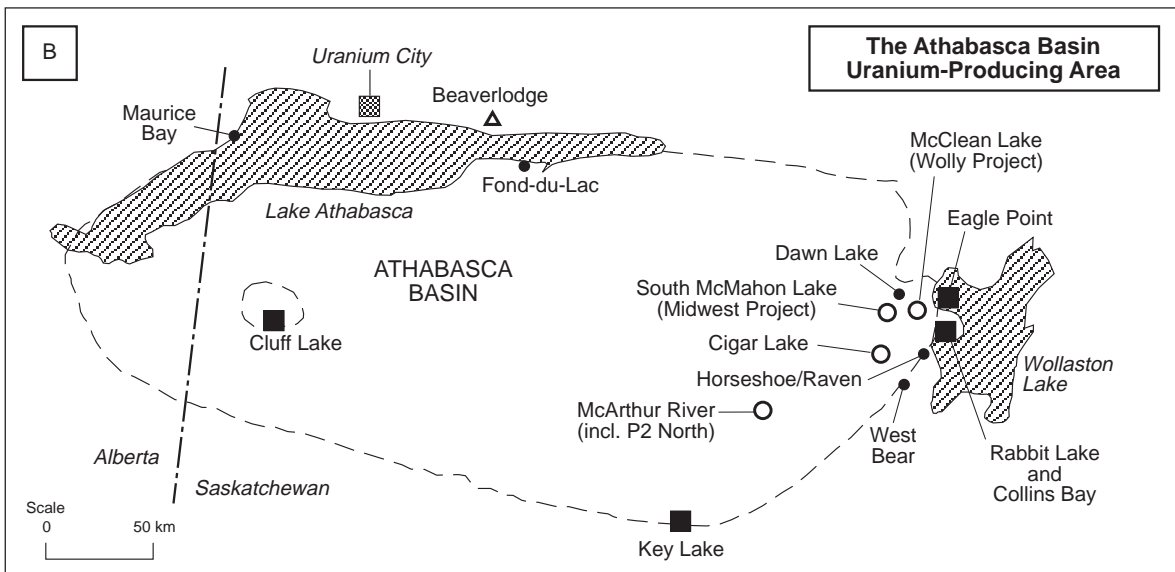 B
The Athabasca Basin
Uranium-Producing Area
Uranium City
Beaverlodge
Maurice
Bay
McClean Lake
(Wolly Project)
Fond-du-Lac
Lake Athabasca
Eagle Point
Dawn Lake
ATHABASCA
BASIN
South McMahon Lake
(Midwest Project)
Cluff Lake
Cigar Lake
Wollaston
Lake
Horseshoe/Raven
McArthur River
(incl. P2 North)
West
Bear
Rabbit Lake
and
Collins Bay
Alberta
Saskatchewan
Scale
0 50 km
Key Lake